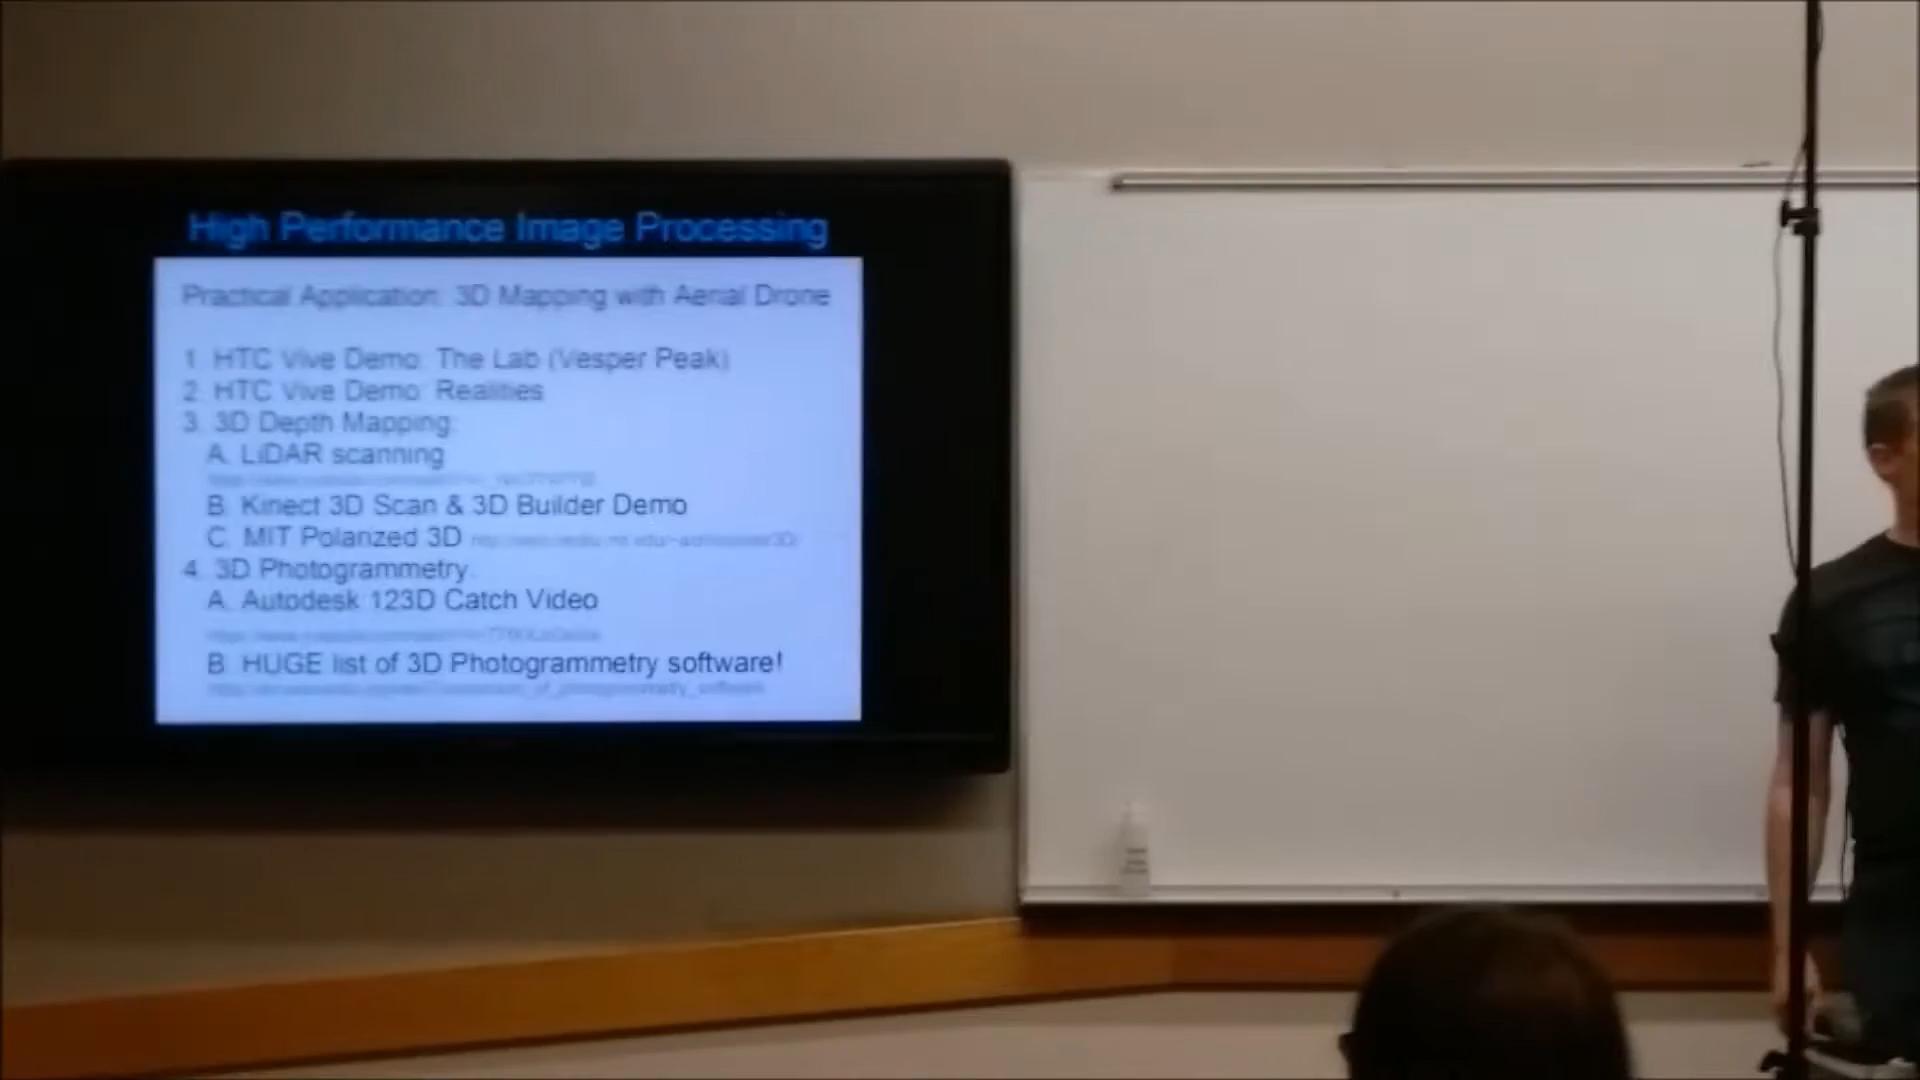 High Performance Image Processing
Practical Application: 3D Mapping with Aerial Drone
1. HTC Vive Demo: The Lab (Vesper Peak)
2. HTC Vive Demo: Realities
3. 3D Depth Mapping:
A. LiDAR scanning
B. Kinect 3D Scan & 3D Builder Demo
C. MIT Polarized 3D
4. 3D Photogrammetry:
A. Autodesk 123D Catch Video
B. HUGE list of 3D Photogrammetry software!